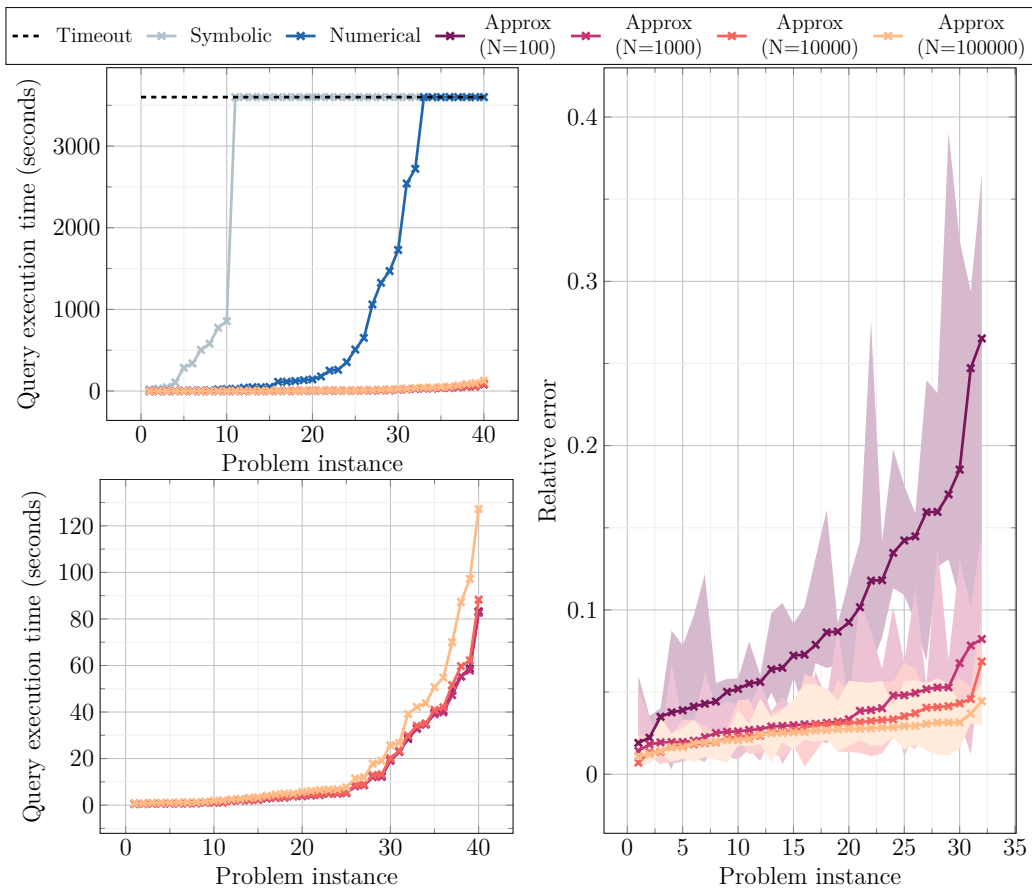 Timeout Symbolic Numerical Approx (N=100) Approx (N=1000) Approx (N=10000) Approx (N=100000)
Query execution time (seconds)
3000
2000
1000
0
0 10 20 30 40
Problem instance
Query execution time (seconds)
120
100
80
60
40
20
0
0 10 20 30 40
Problem instance
Relative error
0.4
0.3
0.2
0.1
0
0 5 10 15 20 25 30 35
Problem instance